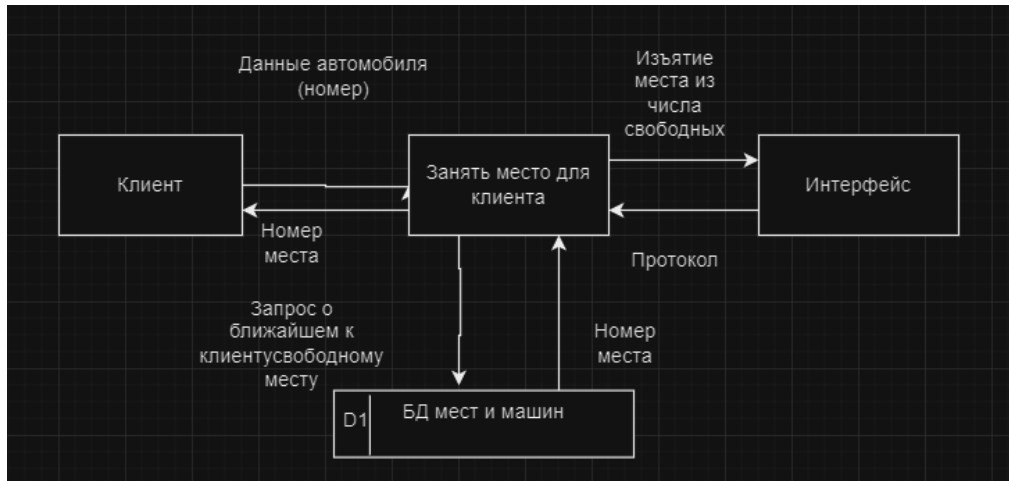 Данные автомобиля
(номер)
Изъятие
места из
числа
свободных
Клиент
Занять место для
клиента
Интерфейс
Номер
места
Протокол
Запрос о
ближайшем к
клиентусвободному
месту
Номер
места
D1
БД мест и машин